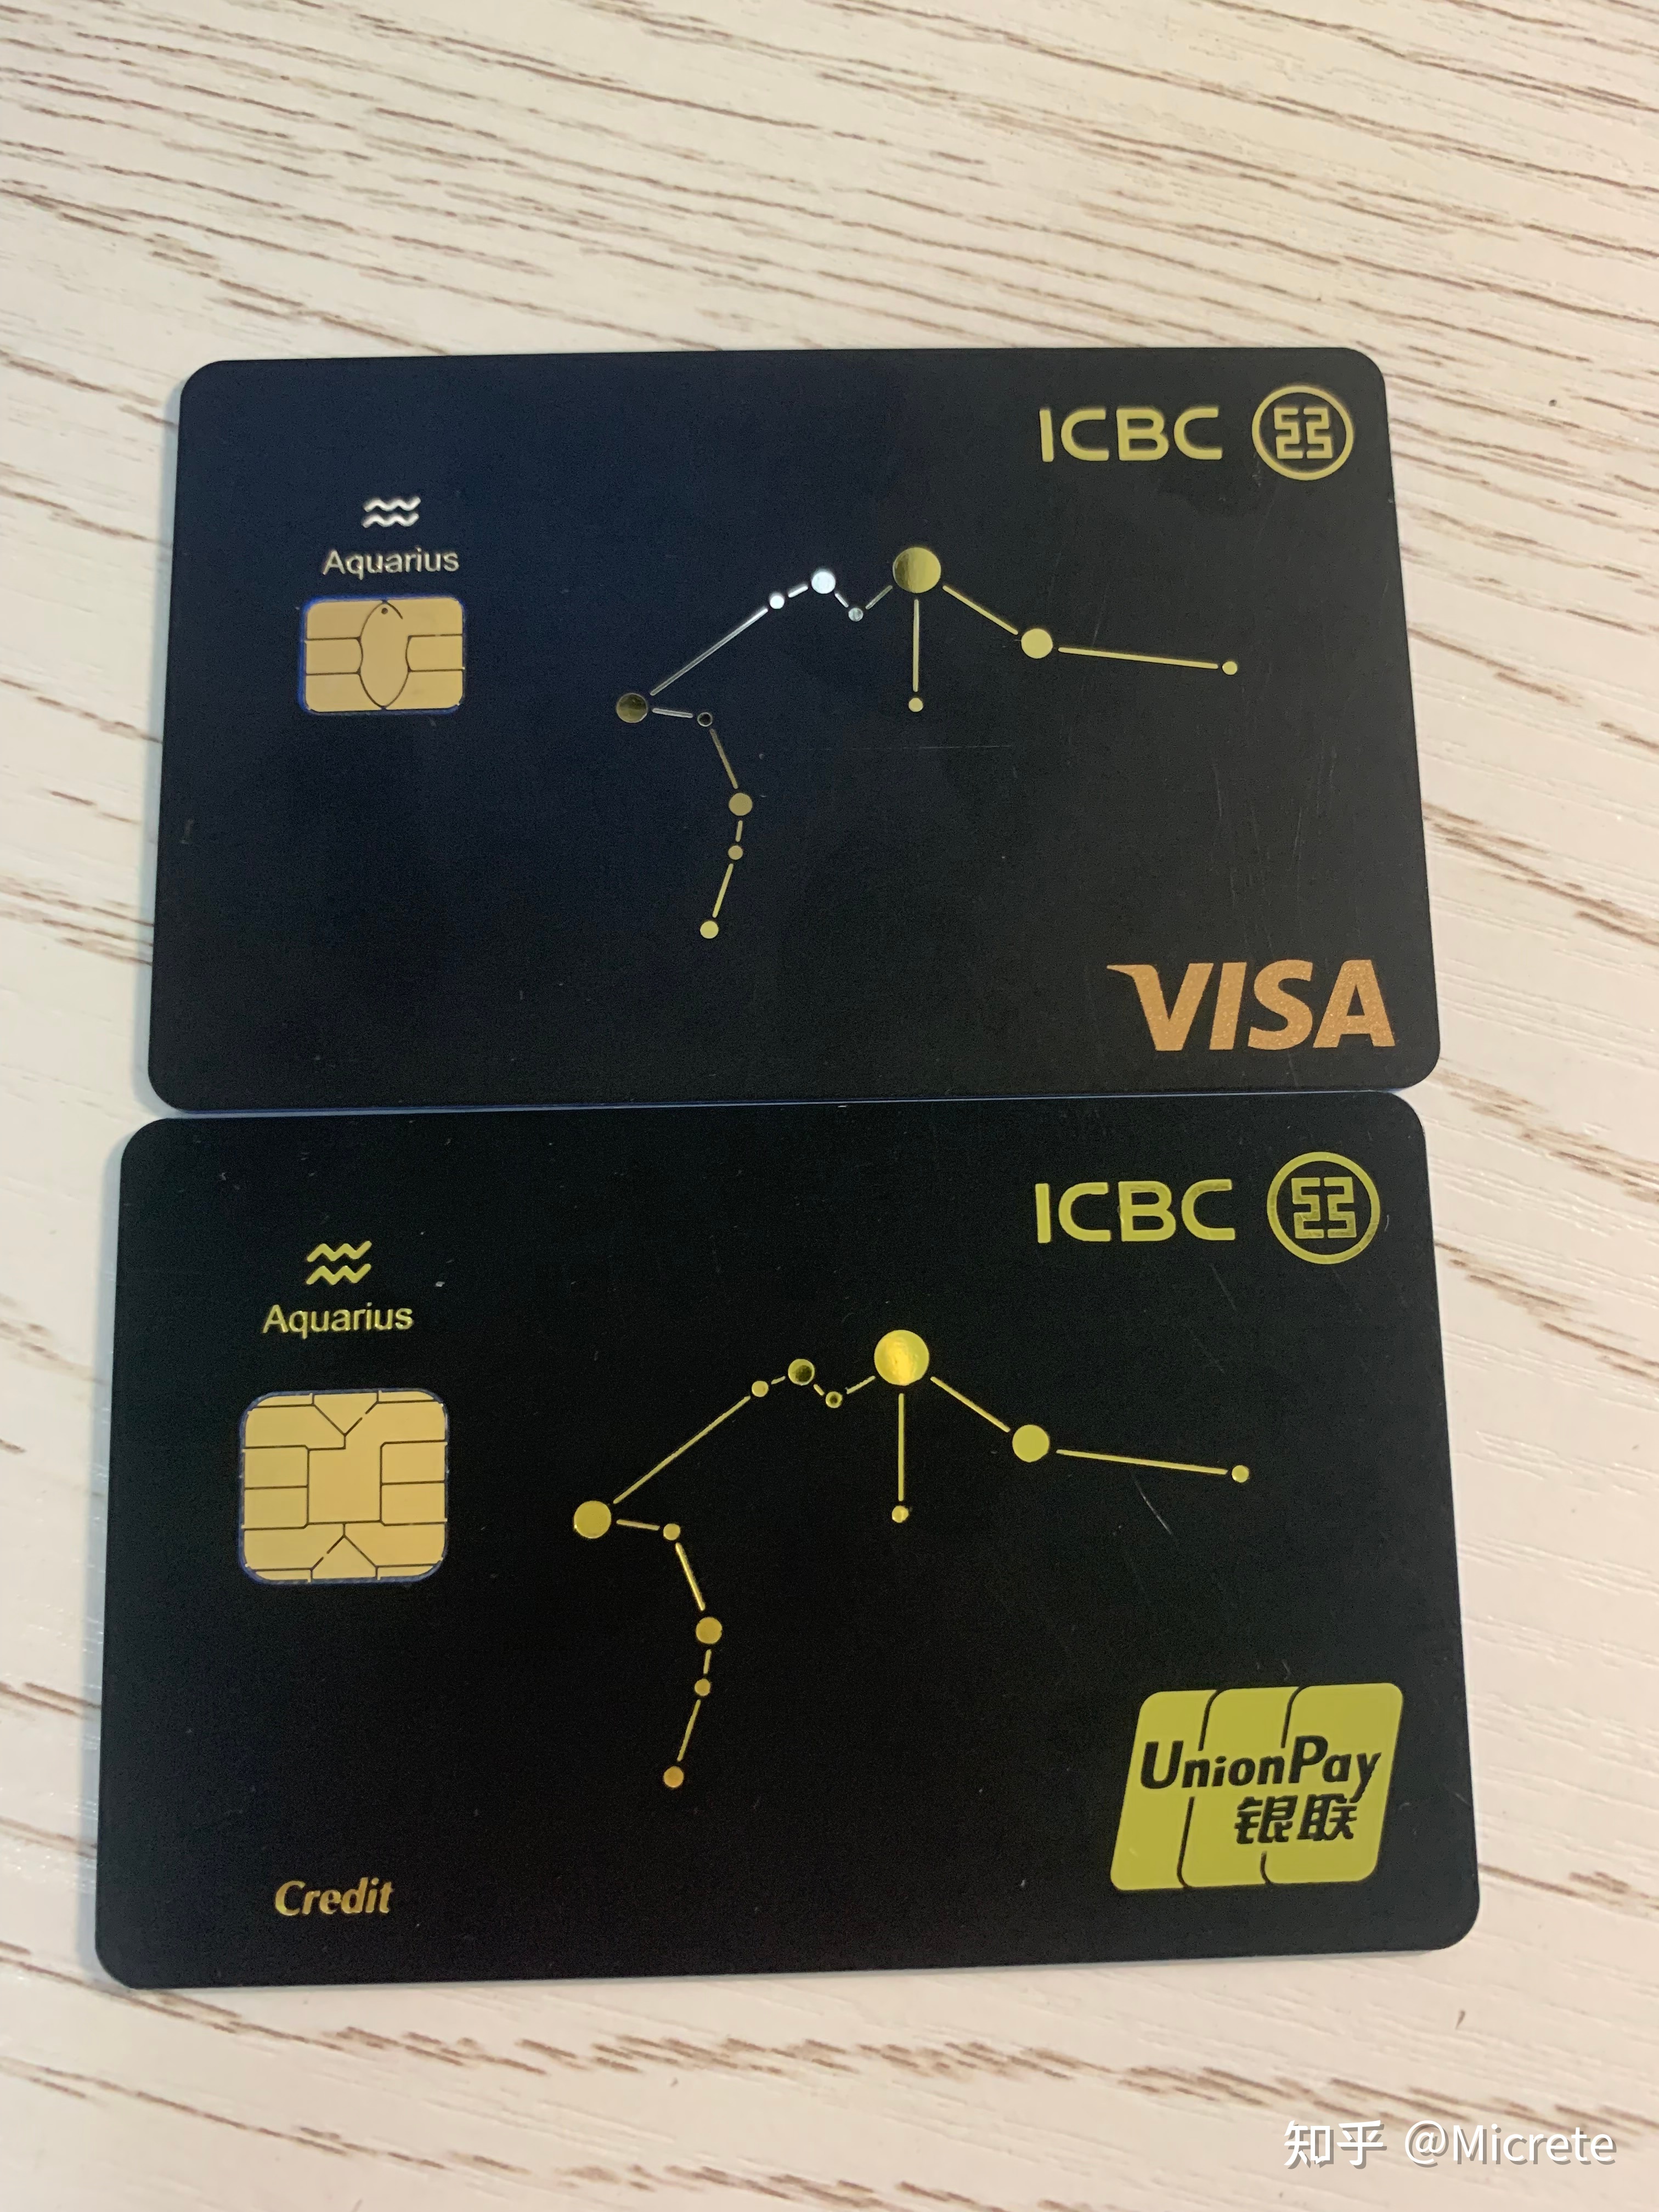 ICBC
Aquarius
VISA
ICBC
Aquarius
UnionPay
银联
Credit
知乎 @Micrete